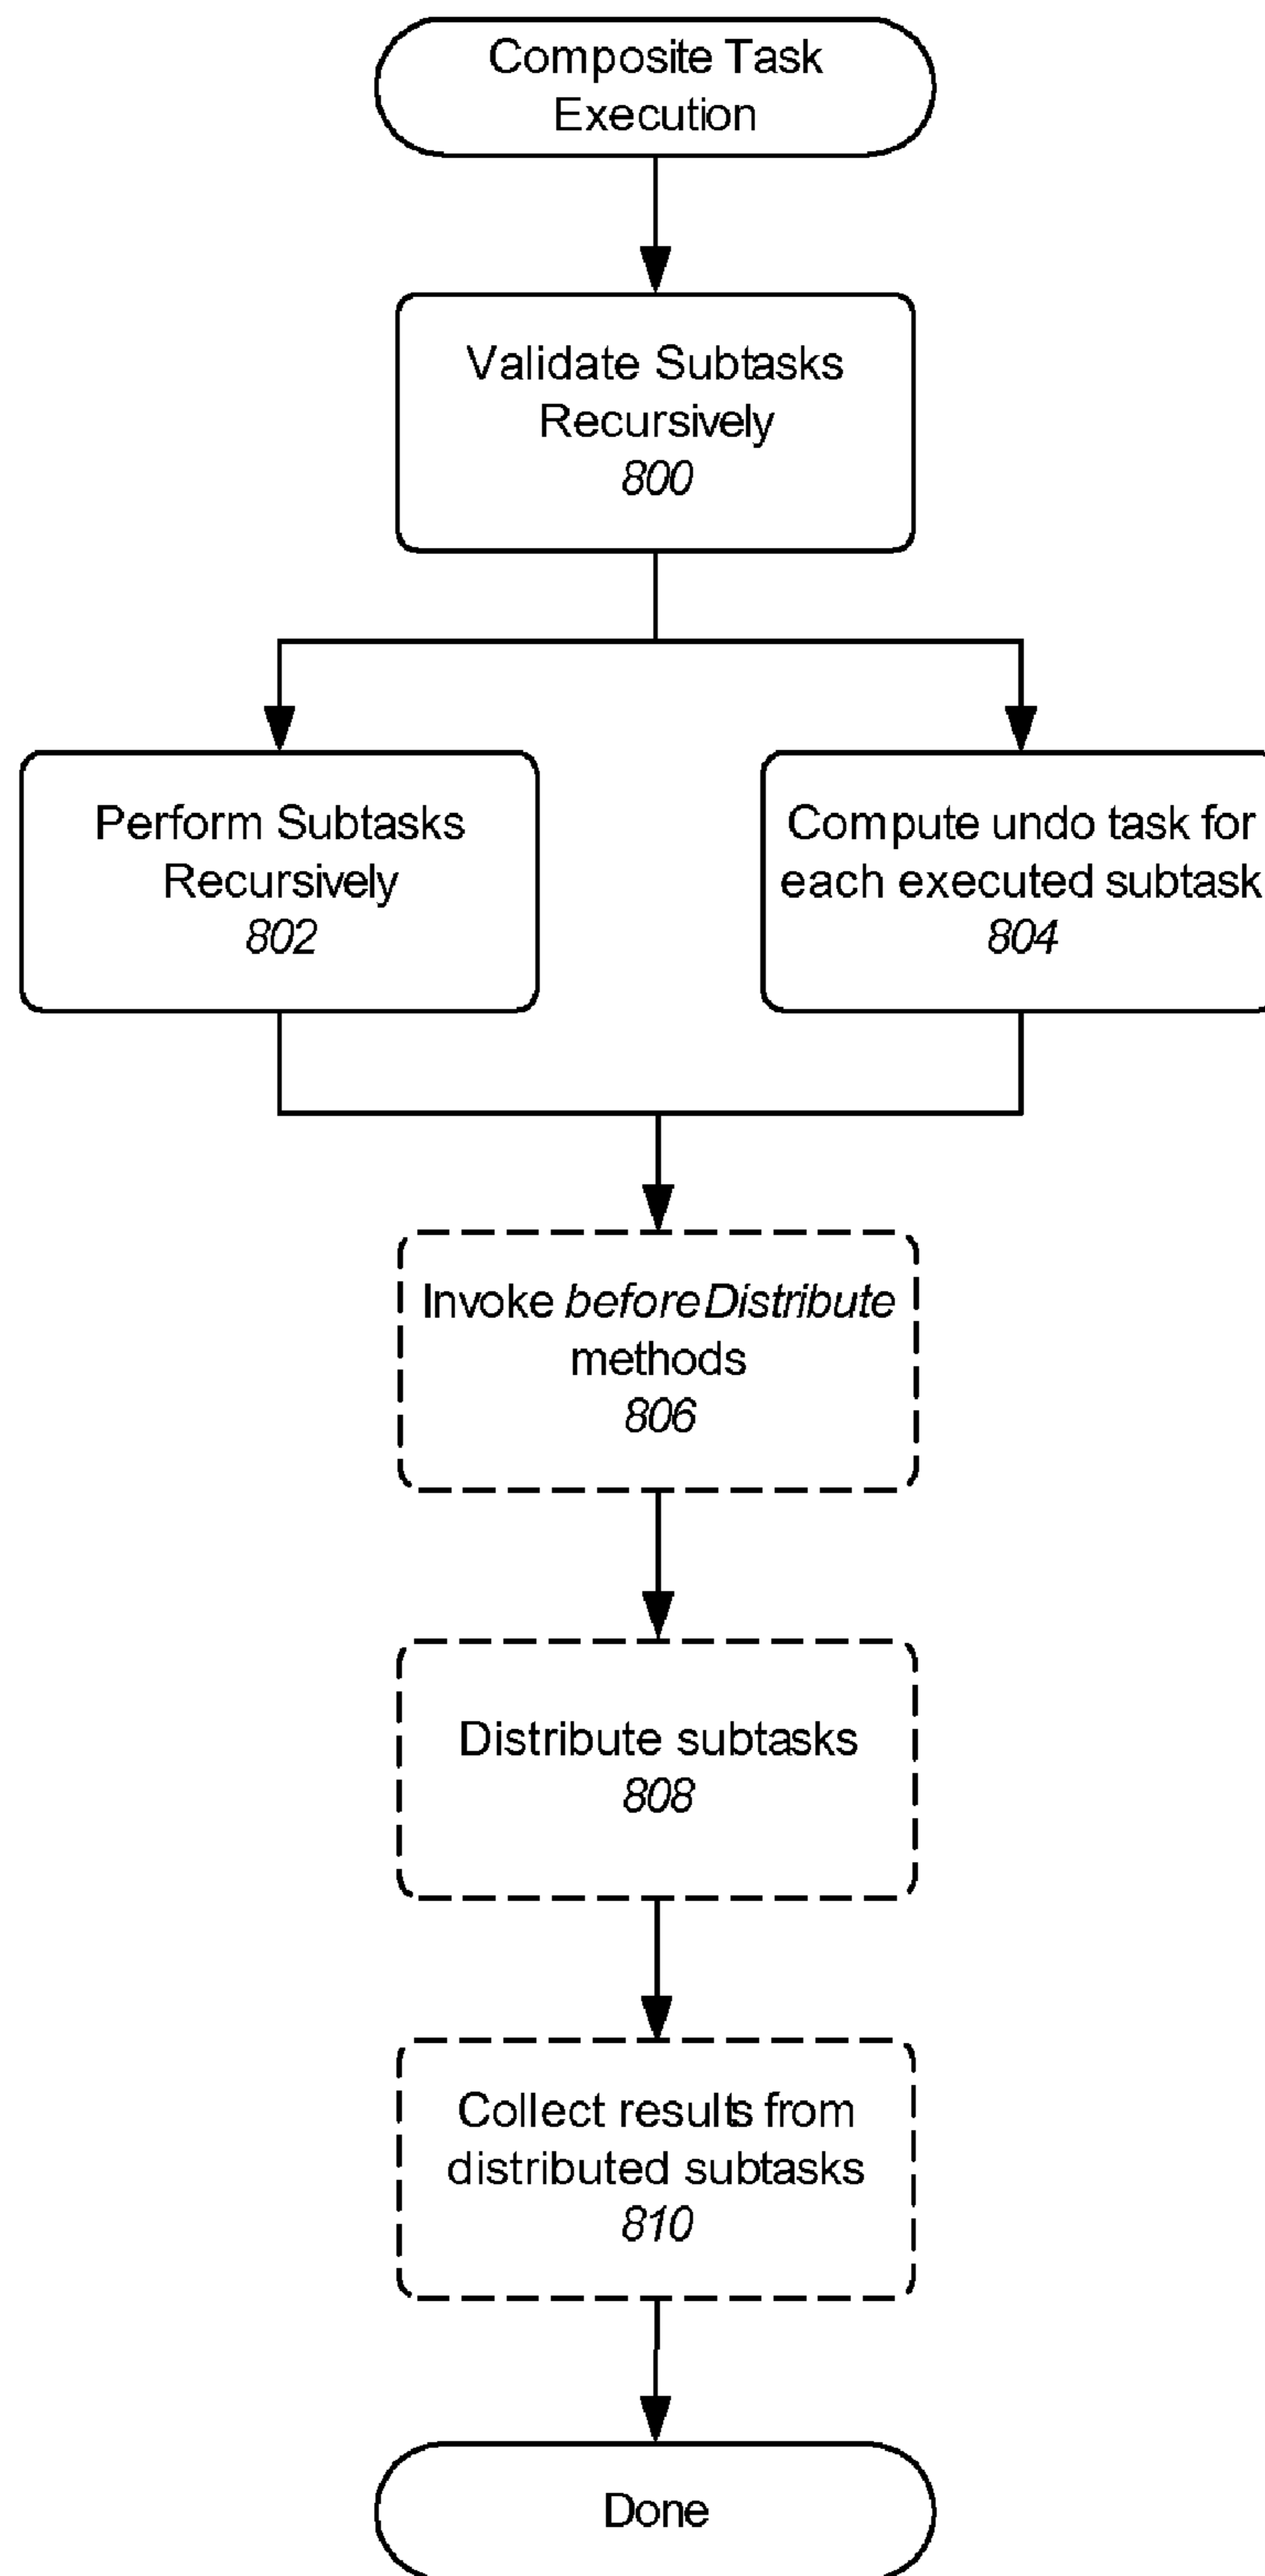 Composite Task
Execution
Validate Subtasks
Recursively
800
Perform Subtasks
Recursively
802
Compute undo task for
each executed subtask
804
Invoke beforeDistribute
methods
806
Distribute subtasks
808
Collect results from
distributed subtasks
810
Done